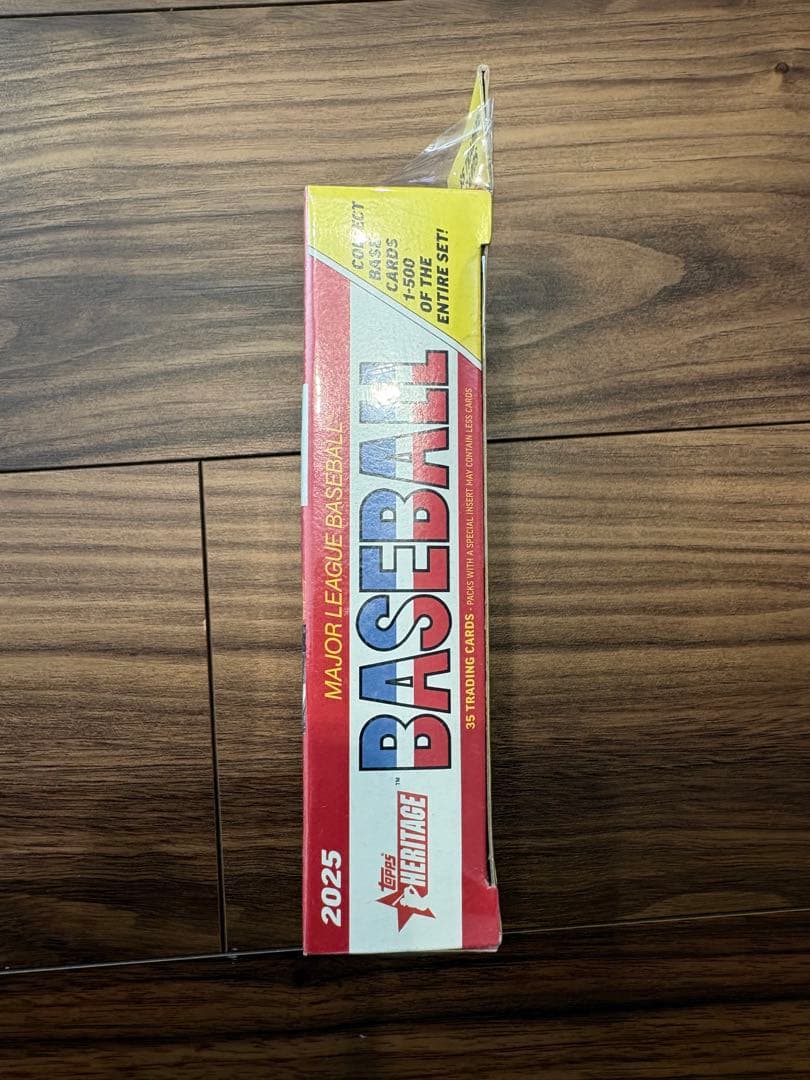 COLLECT
BASE
CARDS
1-500
OF THE
ENTIRE SET!
2025
MAJOR LEAGUE BASEBALL
topps
HERITAGE
BASEBALL
™
35 TRADING CARDS - PACKS WITH A SPECIAL INSERT MAY CONTAIN LESS CARDS